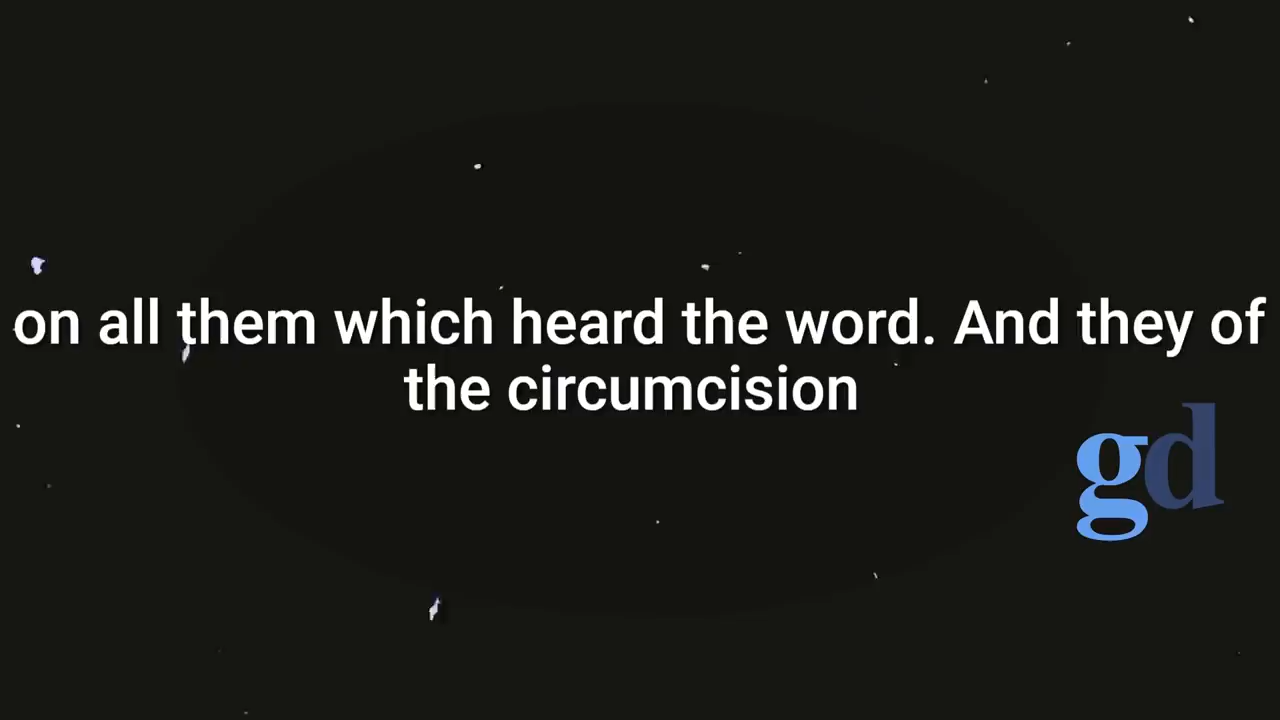 on all them which heard the word. And they of
the circumcision
gd